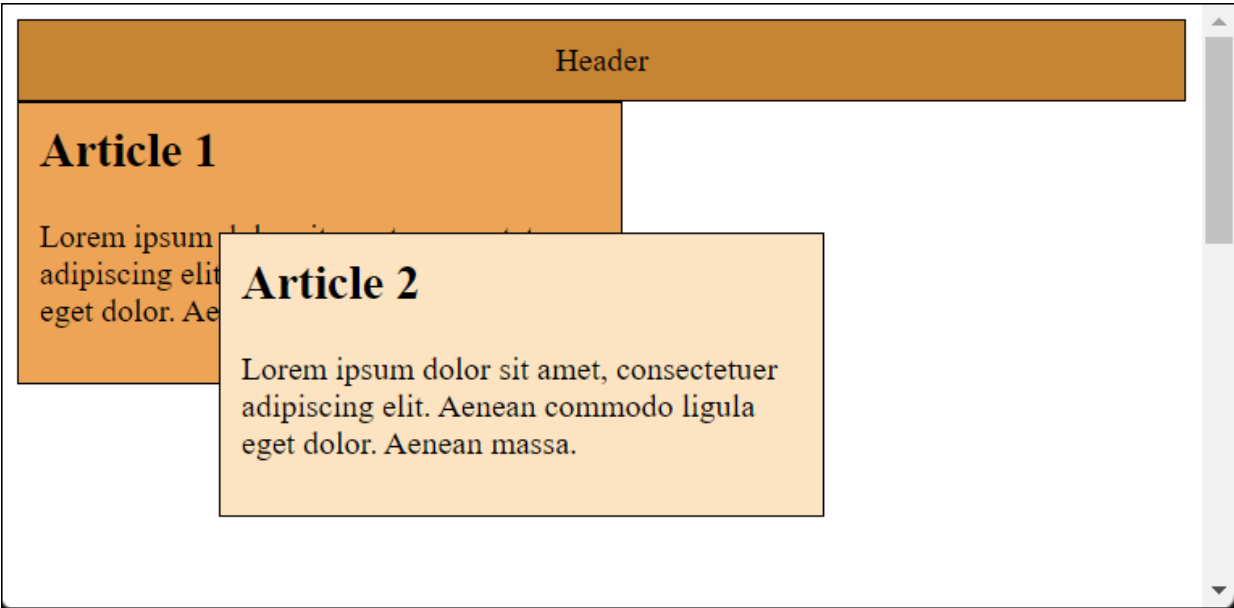 Header
Article 1
Lorem ipsum
adipiscing elit
eget dolor. Ae
Article 2
Lorem ipsum dolor sit amet, consectetuer
adipiscing elit. Aenean commodo ligula
eget dolor. Aenean massa.